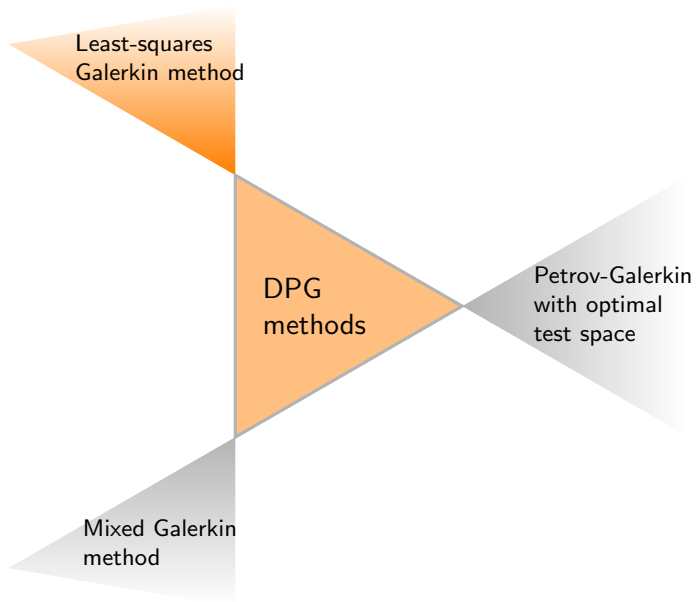 Least-squares
Galerkin method
DPG
methods
Petrov-Galerkin
with optimal
test space
Mixed Galerkin
method